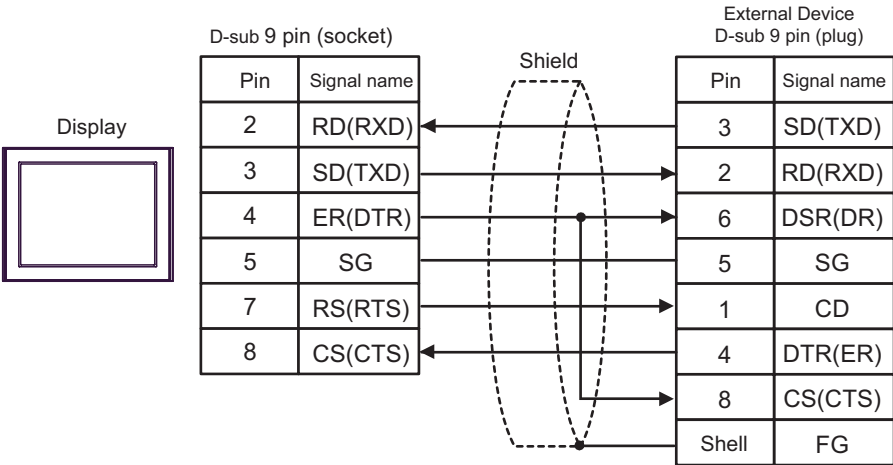 External Device
D-sub 9 pin (socket)
D-sub 9 pin (plug)
Shield
Pin Signal name
Pin Signal name
Display
2 RD(RXD)
3 SD(TXD)
3 SD(TXD)
2 RD(RXD)
4 ER(DTR)
6 DSR(DR)
5 SG
5 SG
7 RS(RTS)
1 CD
8 CS(CTS)
4 DTR(ER)
8 CS(CTS)
Shell FG